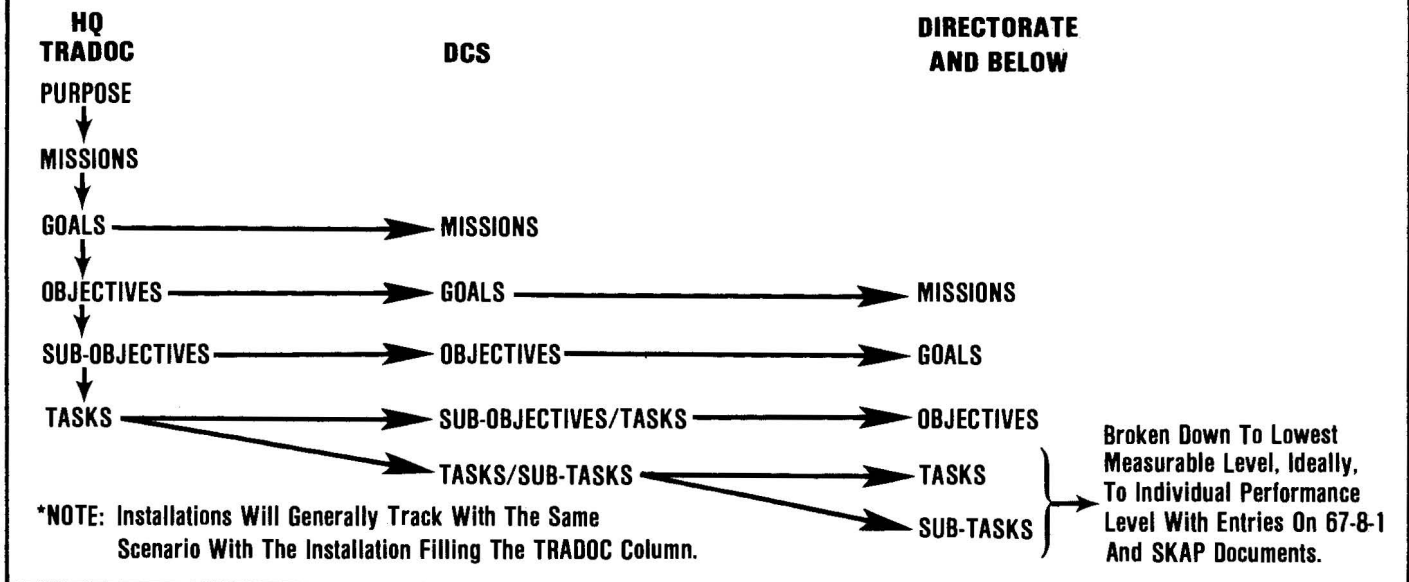 HQ
TRADOC
DCS
DIRECTORATE
AND BELOW
PURPOSE
MISSIONS
GOALS
MISSIONS
OBJECTIVES
GOALS
MISSIONS
SUB-OBJECTIVES
OBJECTIVES
GOALS
TASKS
SUB-OBJECTIVES/TASKS
OBJECTIVES
TASKS/SUB-TASKS
TASKS
SUB-TASKS
Broken Down To Lowest
Measurable Level, Ideally,
To Individual Performance
Level With Entries On 67-8-1
And SKAP Documents.
*NOTE: Installations Will Generally Track With The Same
Scenario With The Installation Filling The TRADOC Column.